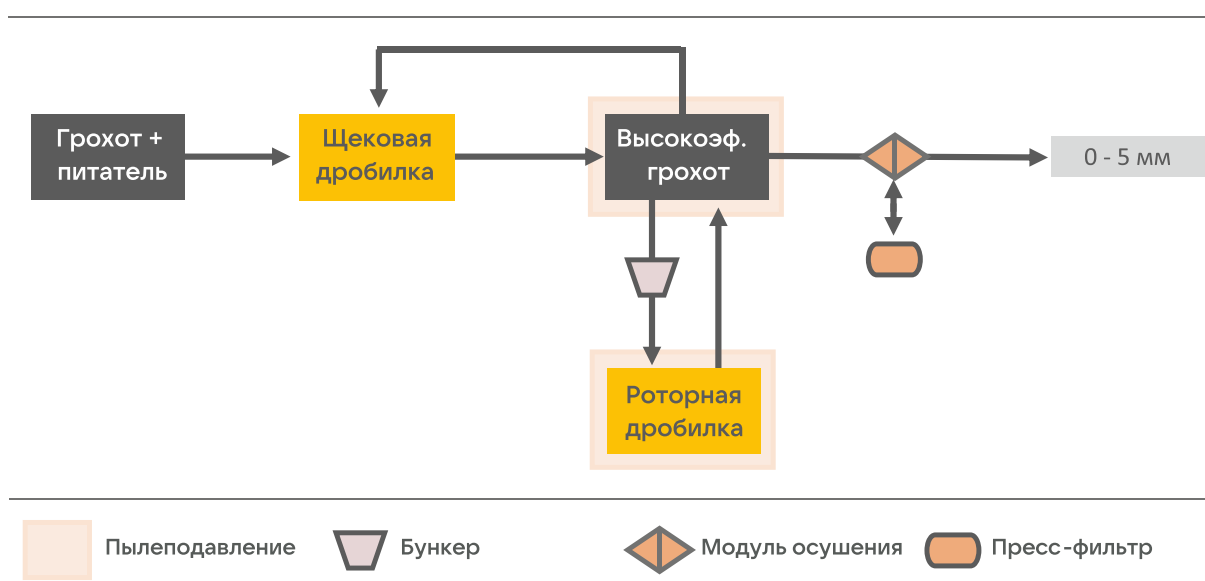 Грохот +
питатель
Щековая
дробилка
Высокоэф.
грохот
0 - 5 мм
Роторная
дробилка
Пылеподавление
Бункер
Модуль осушения
Пресс-фильтр